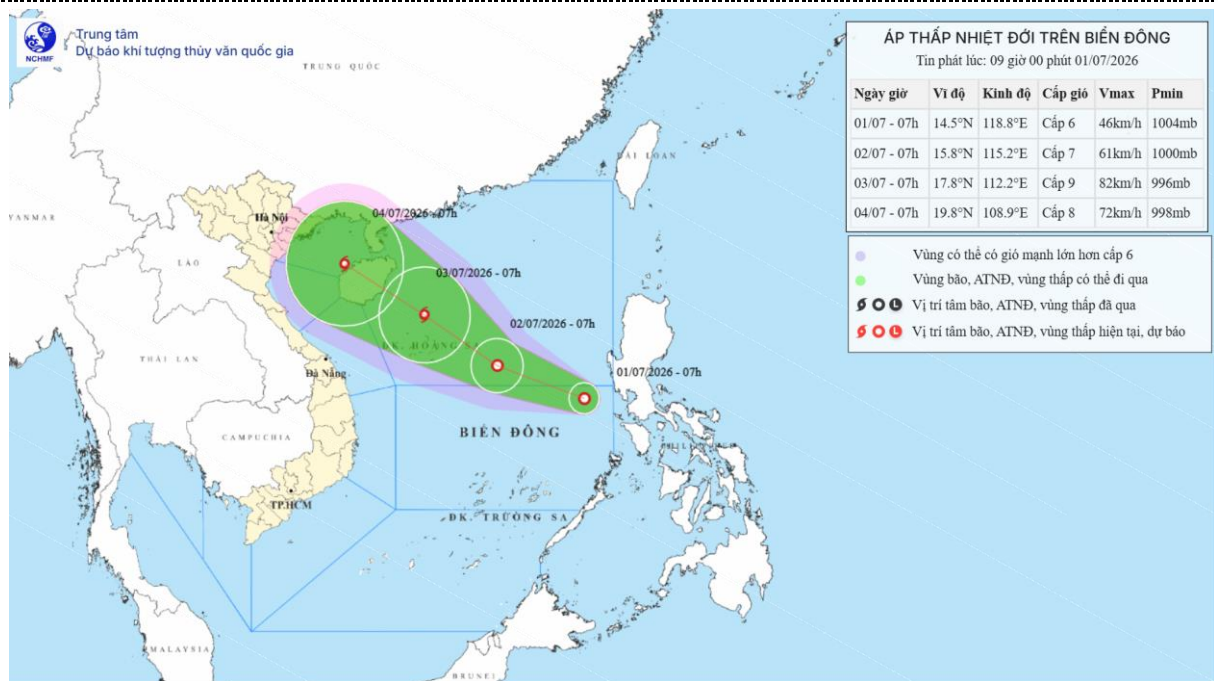 Trung tâm
Dự báo khí tượng thủy văn quốc gia
NCHMF
ÁP THẤP NHIỆT ĐỚI TRÊN BIỂN ĐÔNG
Tin phát lúc: 09 giờ 00 phút 01/07/2026
Ngày giờ Vĩ độ Kinh độ Cấp gió Vmax Pmin
01/07 - 07h 14.5°N 118.8°E Cấp 6 46km/h 1004mb
02/07 - 07h 15.8°N 115.2°E Cấp 7 61km/h 1000mb
03/07 - 07h 17.8°N 112.2°E Cấp 9 82km/h 996mb
04/07 - 07h 19.8°N 108.9°E Cấp 8 72km/h 998mb
Vùng có thể có gió mạnh lớn hơn cấp 6
Vùng bão, ATNĐ, vùng thấp có thể đi qua
Vị trí tâm bão, ATNĐ, vùng thấp đã qua
Vị trí tâm bão, ATNĐ, vùng thấp hiện tại, dự báo
TRUNG QUỐC
ĐÀI LOAN
YANMAR
Hà Nội
04/07/2026 - 07h
LÀO
03/07/2026 - 07h
02/07/2026 - 07h
ĐK. HOÀNG SA
THÁI LAN
Đà Nẵng
01/07/2026 - 07h
BIỂN ĐÔNG
CAMPUCHIA
TP.HCM
ĐK. TRƯỜNG SA
MALAYSIA
BRUNEI